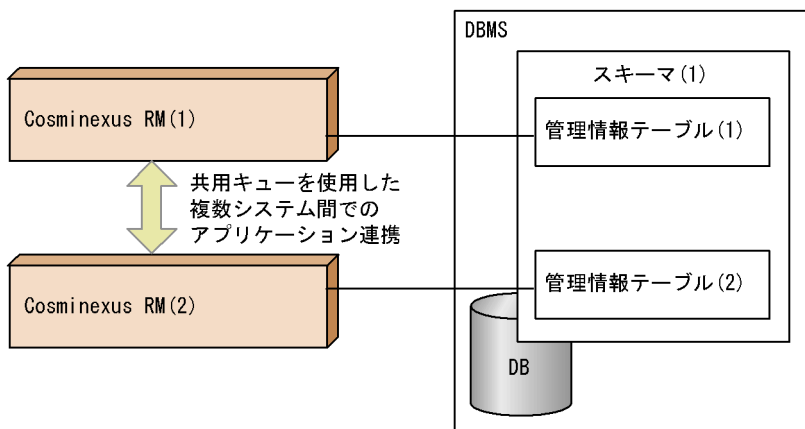 DBMS
スキーマ(1)
Cosminexus RM(1)
管理情報テーブル(1)
共用キューを使用した
複数システム間での
アプリケーション連携
Cosminexus RM(2)
管理情報テーブル(2)
DB